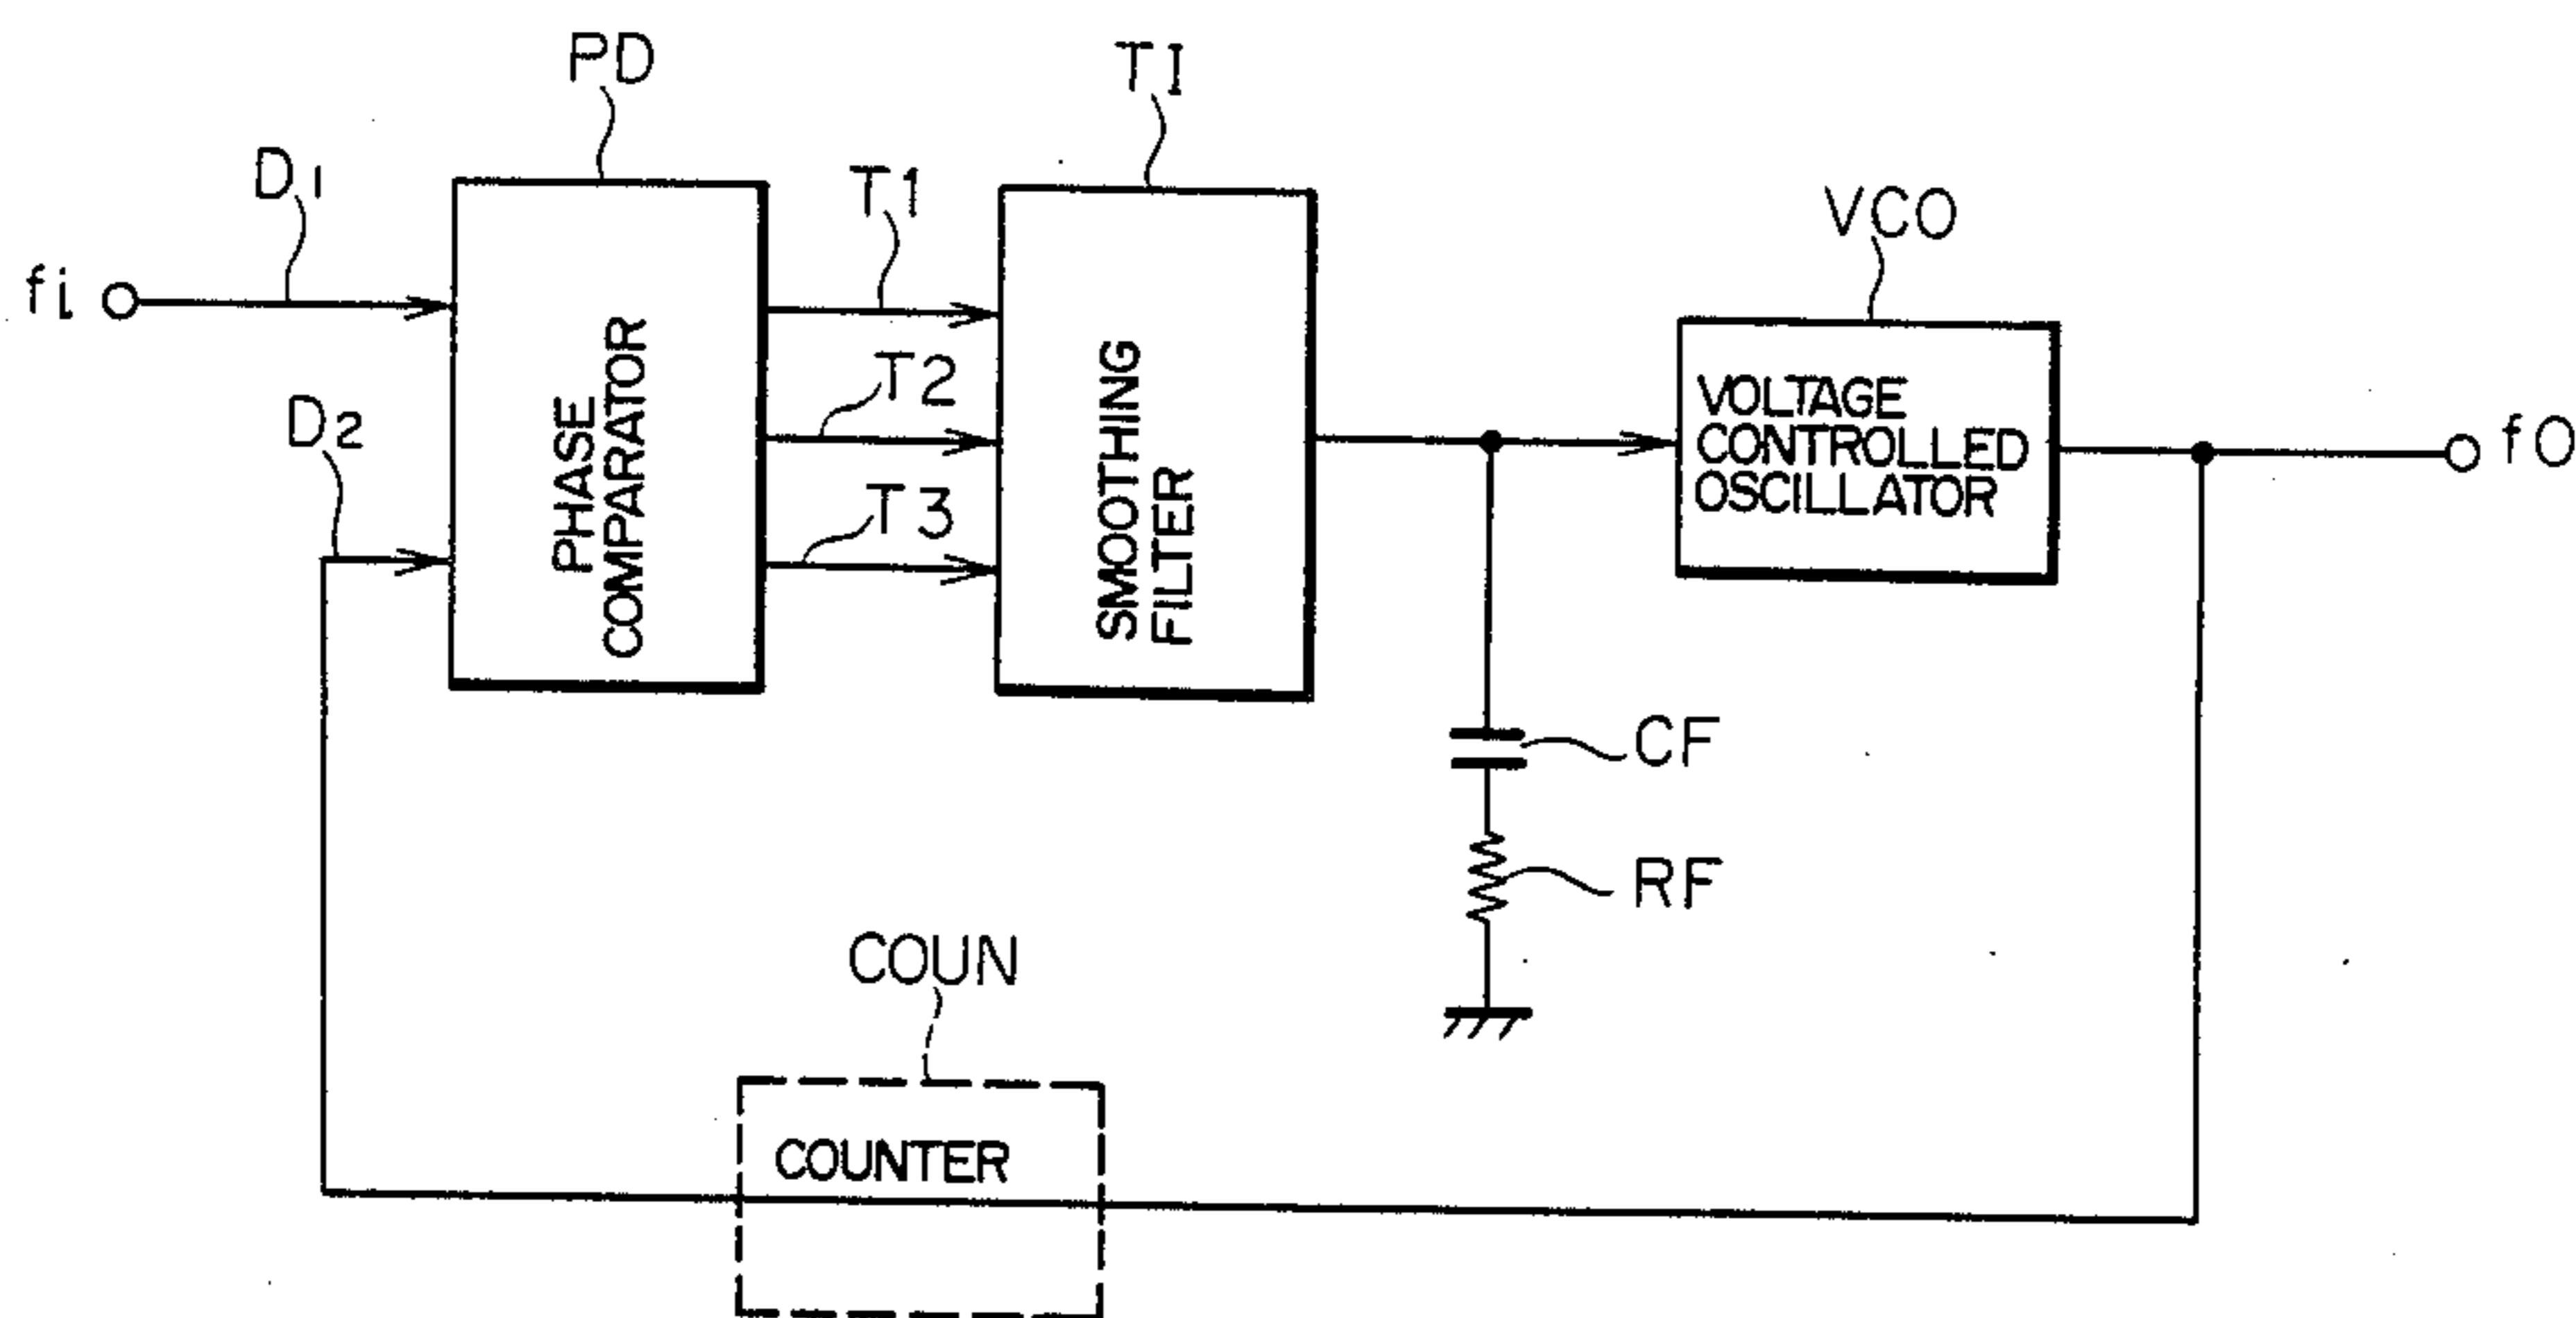 PD
TI
D1
T1
VCO
fi
T2
D2
T3
PHASE
COMPARATOR
SMOOTHING
FILTER
VOLTAGE
CONTROLLED
OSCILLATOR
fO
CF
RF
COUN
COUNTER